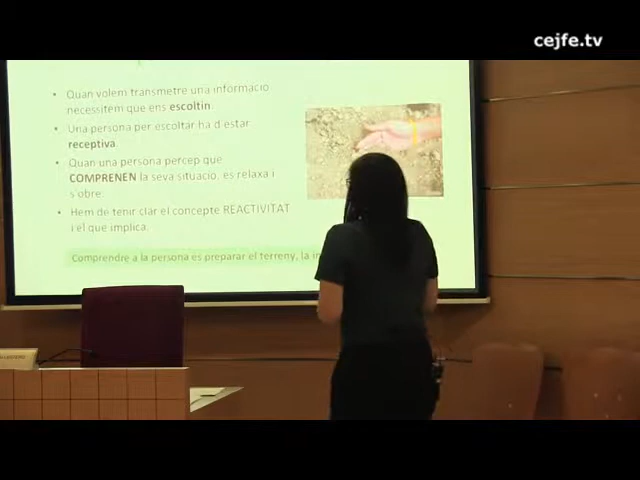 cejfe.tv
• Quan volem transmetre una informació
necessitem que ens escoltin.
• Una persona per escoltar ha d'estar
receptiva.
• Quan una persona percep que
COMPRENEN la seva situació, es relaxa i
s'obre.
• Hem de tenir clar el concepte REACTIVITAT
i el que implica.
Comprendre a la persona és preparar el terreny, la